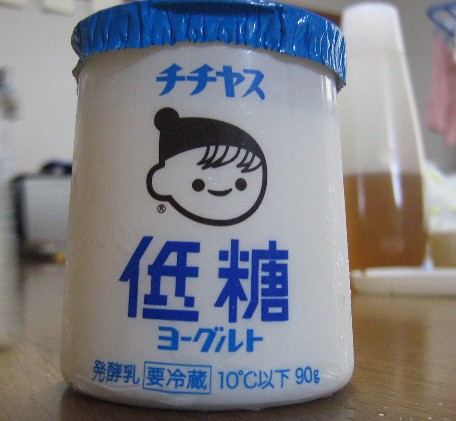 チチヤス
®
低糖
ヨーグルト
発酵乳 要冷蔵 10℃以下 90g